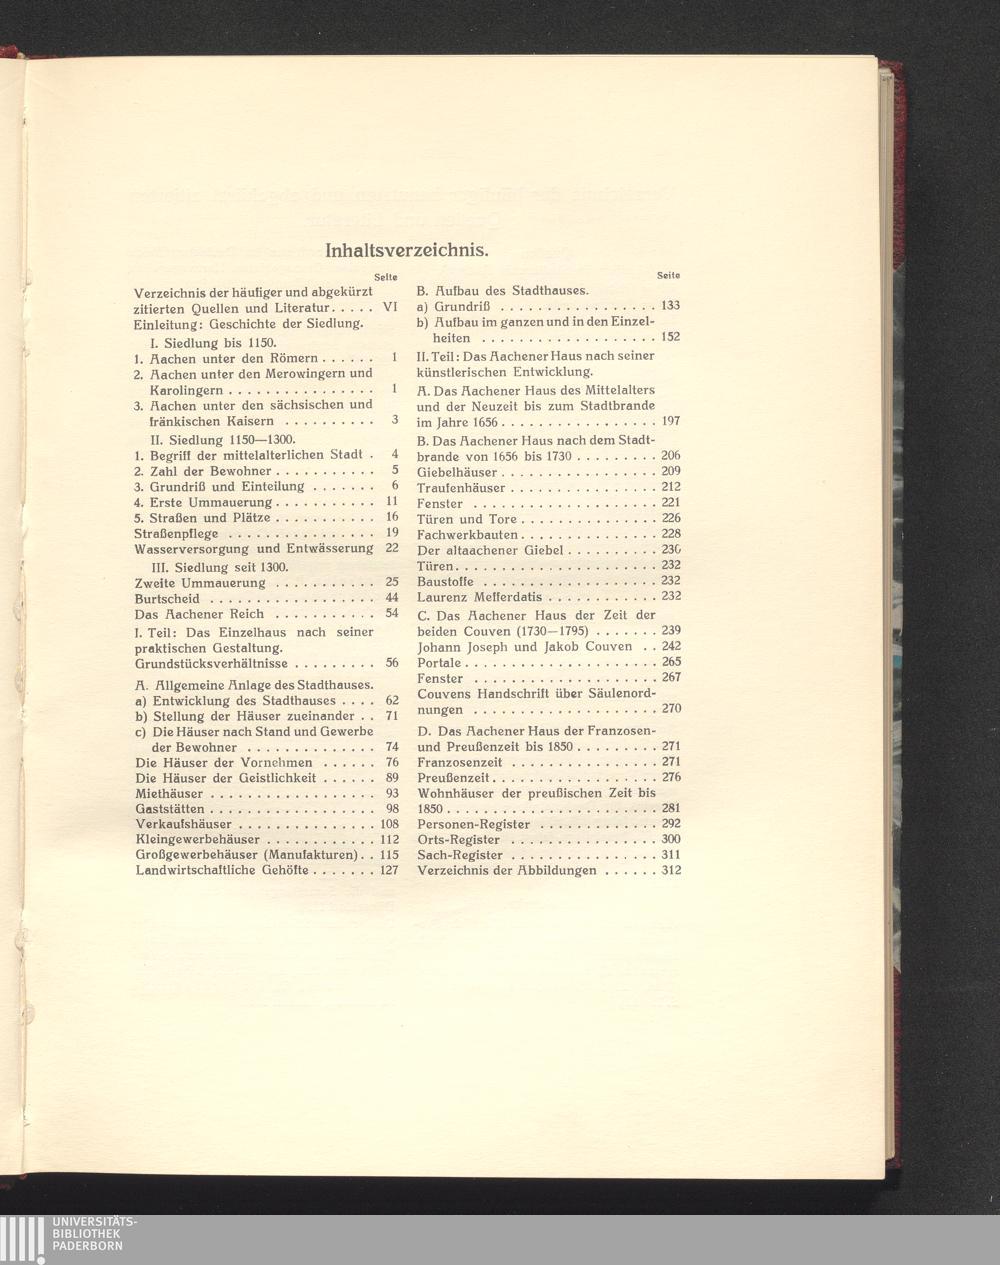 Inhaltsverzeichnis.
Seite
Verzeichnis der häufiger und abgekürzt
zitierten Quellen und Literatur . . . . . VI
Einleitung: Geschichte der Siedlung.
I. Siedlung bis 1150.
1. Aachen unter den Römern . . . . . . 1
2. Aachen unter den Merowingern und
Karolingern . . . . . . . . . . . . . . . . 1
3. Aachen unter den sächsischen und
fränkischen Kaisern . . . . . . . . . . 3
II. Siedlung 1150—1300.
1. Begriff der mittelalterlichen Stadt . 4
2. Zahl der Bewohner . . . . . . . . . . . 5
3. Grundriß und Einteilung . . . . . . . 6
4. Erste Ummauerung . . . . . . . . . . . 11
5. Straßen und Plätze . . . . . . . . . . . 16
Straßenpflege . . . . . . . . . . . . . . . . 19
Wasserversorgung und Entwässerung 22
III. Siedlung seit 1300.
Zweite Ummauerung . . . . . . . . . . . 25
Burtscheid . . . . . . . . . . . . . . . . . . 44
Das Aachener Reich . . . . . . . . . . . 54
I. Teil: Das Einzelhaus nach seiner
praktischen Gestaltung.
Grundstücksverhältnisse . . . . . . . . . 56
A. Allgemeine Anlage des Stadthauses.
a) Entwicklung des Stadthauses . . . . 62
b) Stellung der Häuser zueinander . . 71
c) Die Häuser nach Stand und Gewerbe
der Bewohner . . . . . . . . . . . . . . 74
Die Häuser der Vornehmen . . . . . . 76
Die Häuser der Geistlichkeit . . . . . . 89
Miethäuser . . . . . . . . . . . . . . . . . . 93
Gaststätten . . . . . . . . . . . . . . . . . . 98
Verkaufshäuser . . . . . . . . . . . . . . . 108
Kleingewerbehäuser . . . . . . . . . . . . 112
Großgewerbehäuser (Manufakturen) . . 115
Landwirtschaftliche Gehöfte . . . . . . . 127
Seite
B. Aufbau des Stadthauses.
a) Grundriß . . . . . . . . . . . . . . . . . 133
b) Aufbau im ganzen und in den Einzel-
heiten . . . . . . . . . . . . . . . . . . . 152
II. Teil: Das Aachener Haus nach seiner
künstlerischen Entwicklung.
A. Das Aachener Haus des Mittelalters
und der Neuzeit bis zum Stadtbrande
im Jahre 1656 . . . . . . . . . . . . . . . . . 197
B. Das Aachener Haus nach dem Stadt-
brande von 1656 bis 1730 . . . . . . . . . 206
Giebelhäuser . . . . . . . . . . . . . . . . . 209
Traufenhäuser . . . . . . . . . . . . . . . . 212
Fenster . . . . . . . . . . . . . . . . . . . . 221
Türen und Tore . . . . . . . . . . . . . . . 226
Fachwerkbauten . . . . . . . . . . . . . . . 228
Der altaachener Giebel . . . . . . . . . . 230
Türen . . . . . . . . . . . . . . . . . . . . . . 232
Baustoffe . . . . . . . . . . . . . . . . . . . 232
Laurenz Mefferdatis . . . . . . . . . . . . 232
C. Das Aachener Haus der Zeit der
beiden Couven (1730—1795) . . . . . . . 239
Johann Joseph und Jakob Couven . . 242
Portale . . . . . . . . . . . . . . . . . . . . . 265
Fenster . . . . . . . . . . . . . . . . . . . . 267
Couvens Handschrift über Säulenord-
nungen . . . . . . . . . . . . . . . . . . . . 270
D. Das Aachener Haus der Franzosen-
und Preußenzeit bis 1850 . . . . . . . . . 271
Franzosenzeit . . . . . . . . . . . . . . . . 271
Preußenzeit . . . . . . . . . . . . . . . . . . 276
Wohnhäuser der preußischen Zeit bis
1850 . . . . . . . . . . . . . . . . . . . . . . . 281
Personen-Register . . . . . . . . . . . . . 292
Orts-Register . . . . . . . . . . . . . . . . 300
Sach-Register . . . . . . . . . . . . . . . . 311
Verzeichnis der Abbildungen . . . . . . 312
UNIVERSITÄTS-
BIBLIOTHEK
PADERBORN